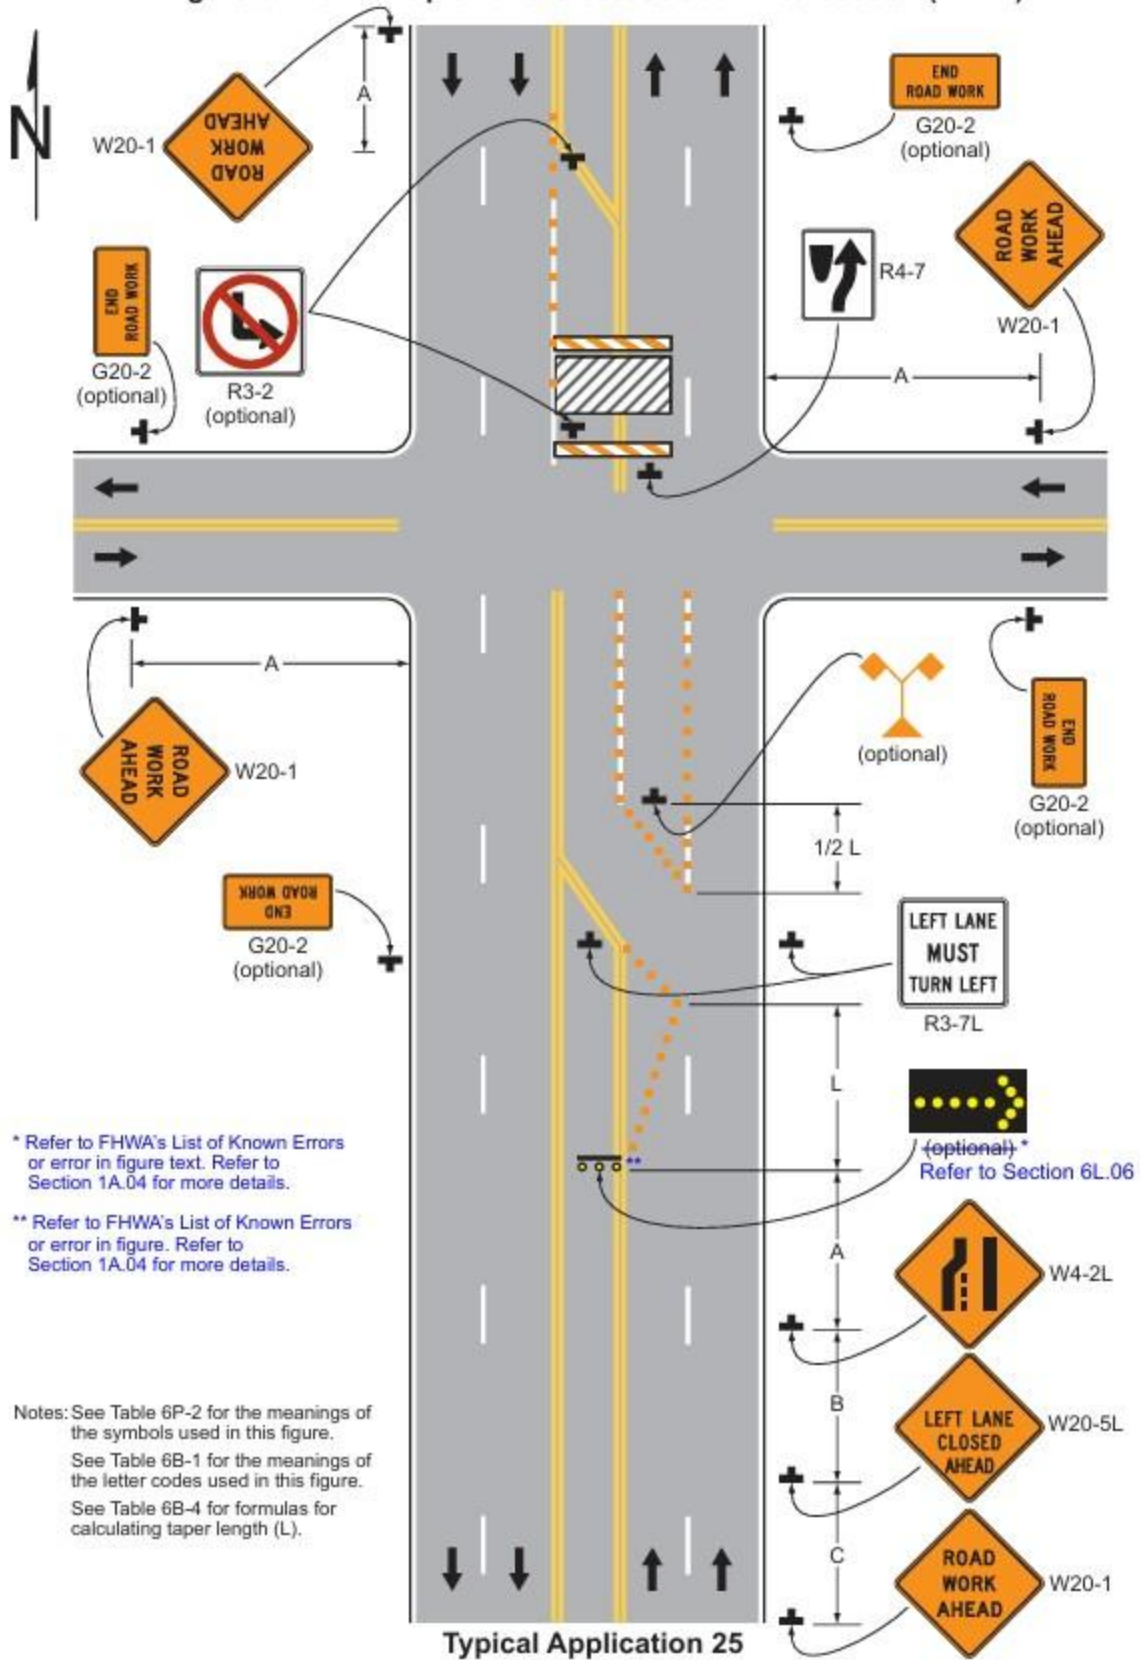 N
A
ROAD
WORK
AHEAD
W20-1
END
ROAD WORK
G20-2
(optional)
ROAD
WORK
AHEAD
W20-1
R4-7
END
ROAD WORK
G20-2
(optional)
R3-2
(optional)
A
A
ROAD
WORK
AHEAD
W20-1
(optional)
END
ROAD WORK
G20-2
(optional)
1/2 L
END
ROAD WORK
G20-2
(optional)
LEFT LANE
MUST
TURN LEFT
R3-7L
L
(optional) *
Refer to Section 6L.06
**
* Refer to FHWA's List of Known Errors
or error in figure text. Refer to
Section 1A.04 for more details.
** Refer to FHWA's List of Known Errors
or error in figure. Refer to
Section 1A.04 for more details.
A
W4-2L
B
LEFT LANE
CLOSED
AHEAD
W20-5L
Notes: See Table 6P-2 for the meanings of
the symbols used in this figure.
See Table 6B-1 for the meanings of
the letter codes used in this figure.
See Table 6B-4 for formulas for
calculating taper length (L).
C
ROAD
WORK
AHEAD
W20-1
Typical Application 25